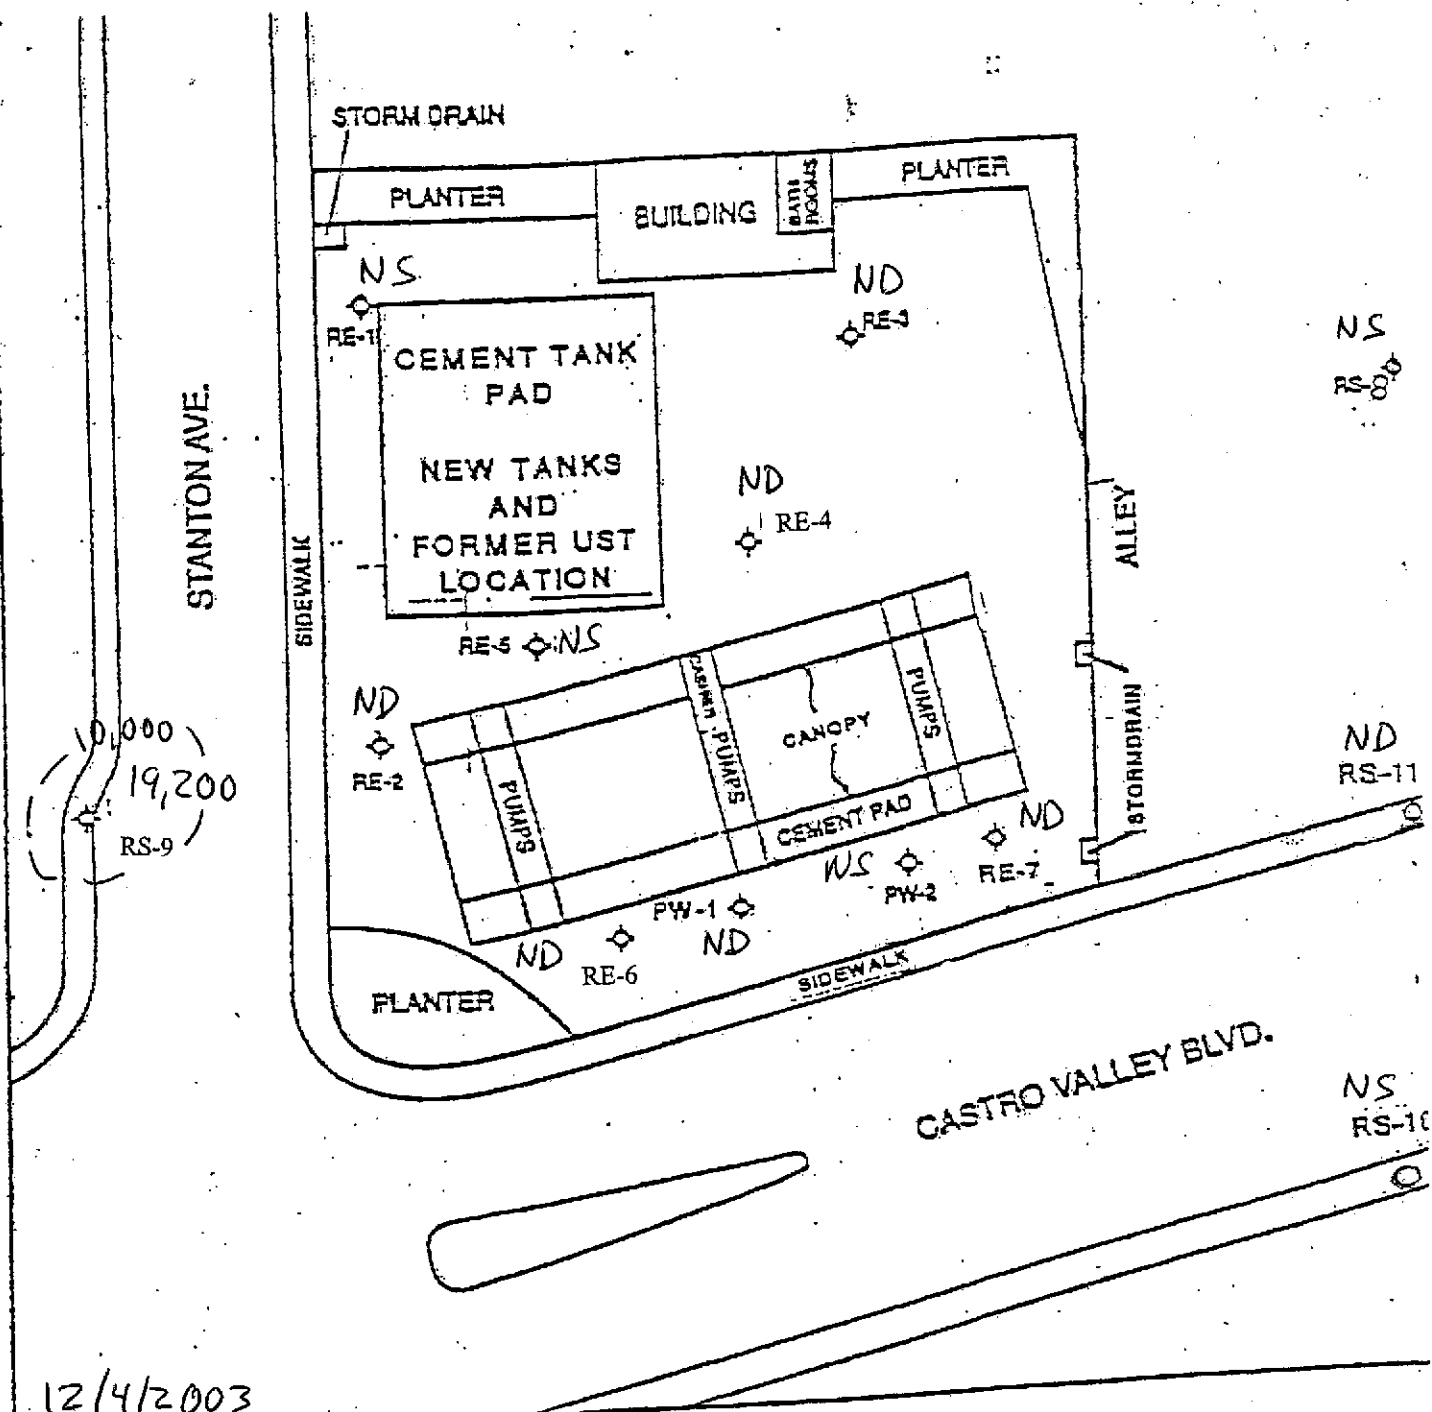 STORM DRAIN
PLANTER
BUILDING
BATH
ROOMS
PLANTER
NS
RE-1
ND
RE-3
NS
RS-8
CEMENT TANK
PAD
NEW TANKS
AND
FORMER UST
LOCATION
STANTON AVE.
SIDEWALK
ND
RE-4
ALLEY
RE-5
NS
ND
RE-2
10,000
19,200
RS-9
PUMPS
PUMPS
CANOPY
PUMPS
CEMENT PAD
STORMDRAIN
ND
RS-11
ND
RE-7
NS
PW-2
PW-1
ND
ND
RE-6
PLANTER
SIDEWALK
CASTRO VALLEY BLVD.
NS
RS-10
12/4/2003